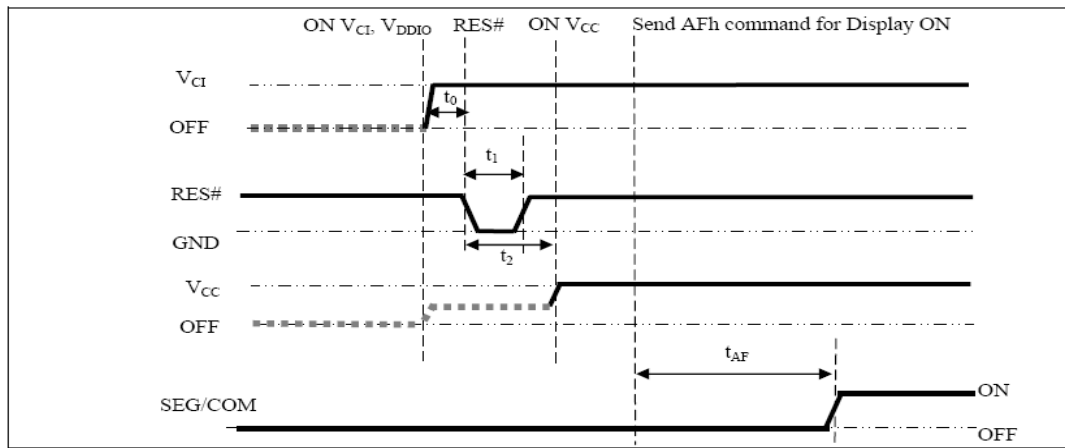 ON V_CI, V_DDIO RES# ON V_CC Send AFh command for Display ON
V_CI
t_0
OFF
t_1
RES#
GND
t_2
V_CC
OFF
t_AF
SEG/COM
ON
OFF